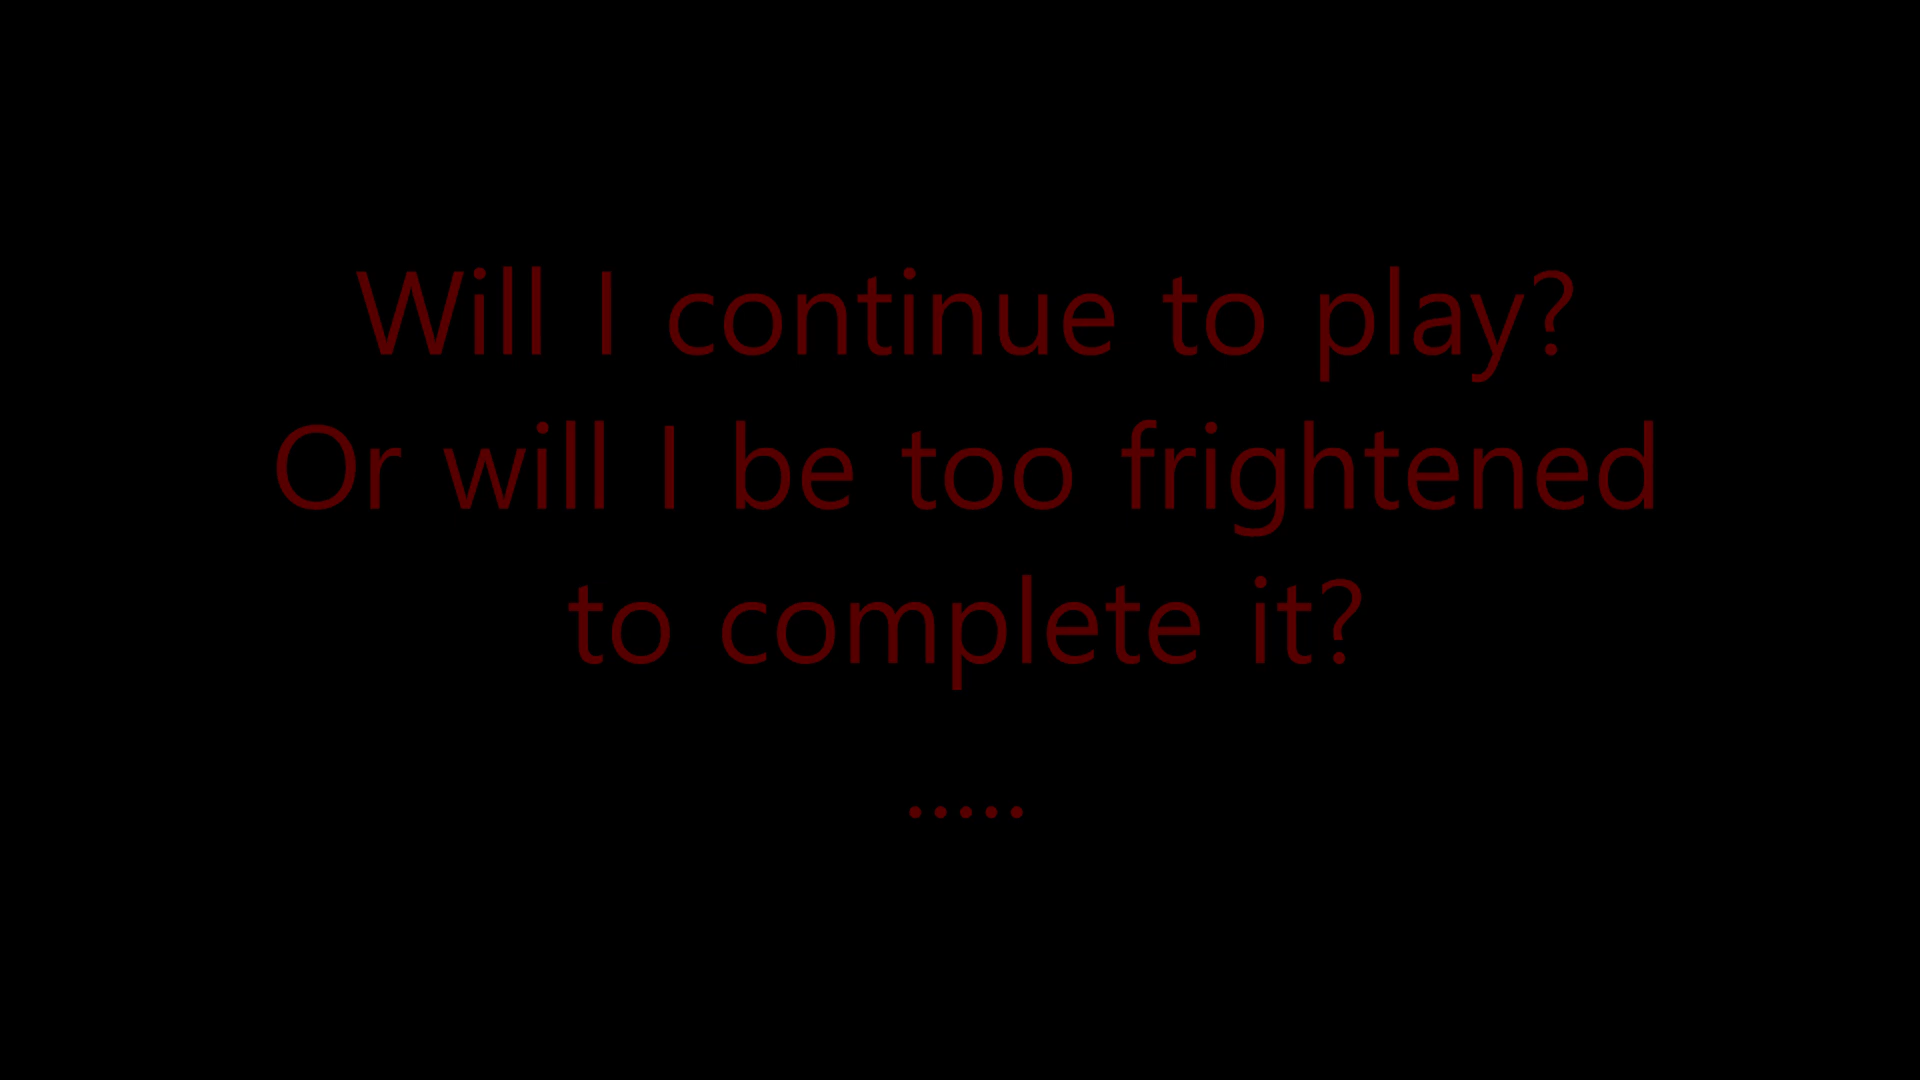 Will I continue to play?
Or will I be too frightened
to complete it?
.....